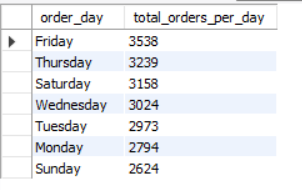 order_day total_orders_per_day
Friday 3538
Thursday 3239
Saturday 3158
Wednesday 3024
Tuesday 2973
Monday 2794
Sunday 2624